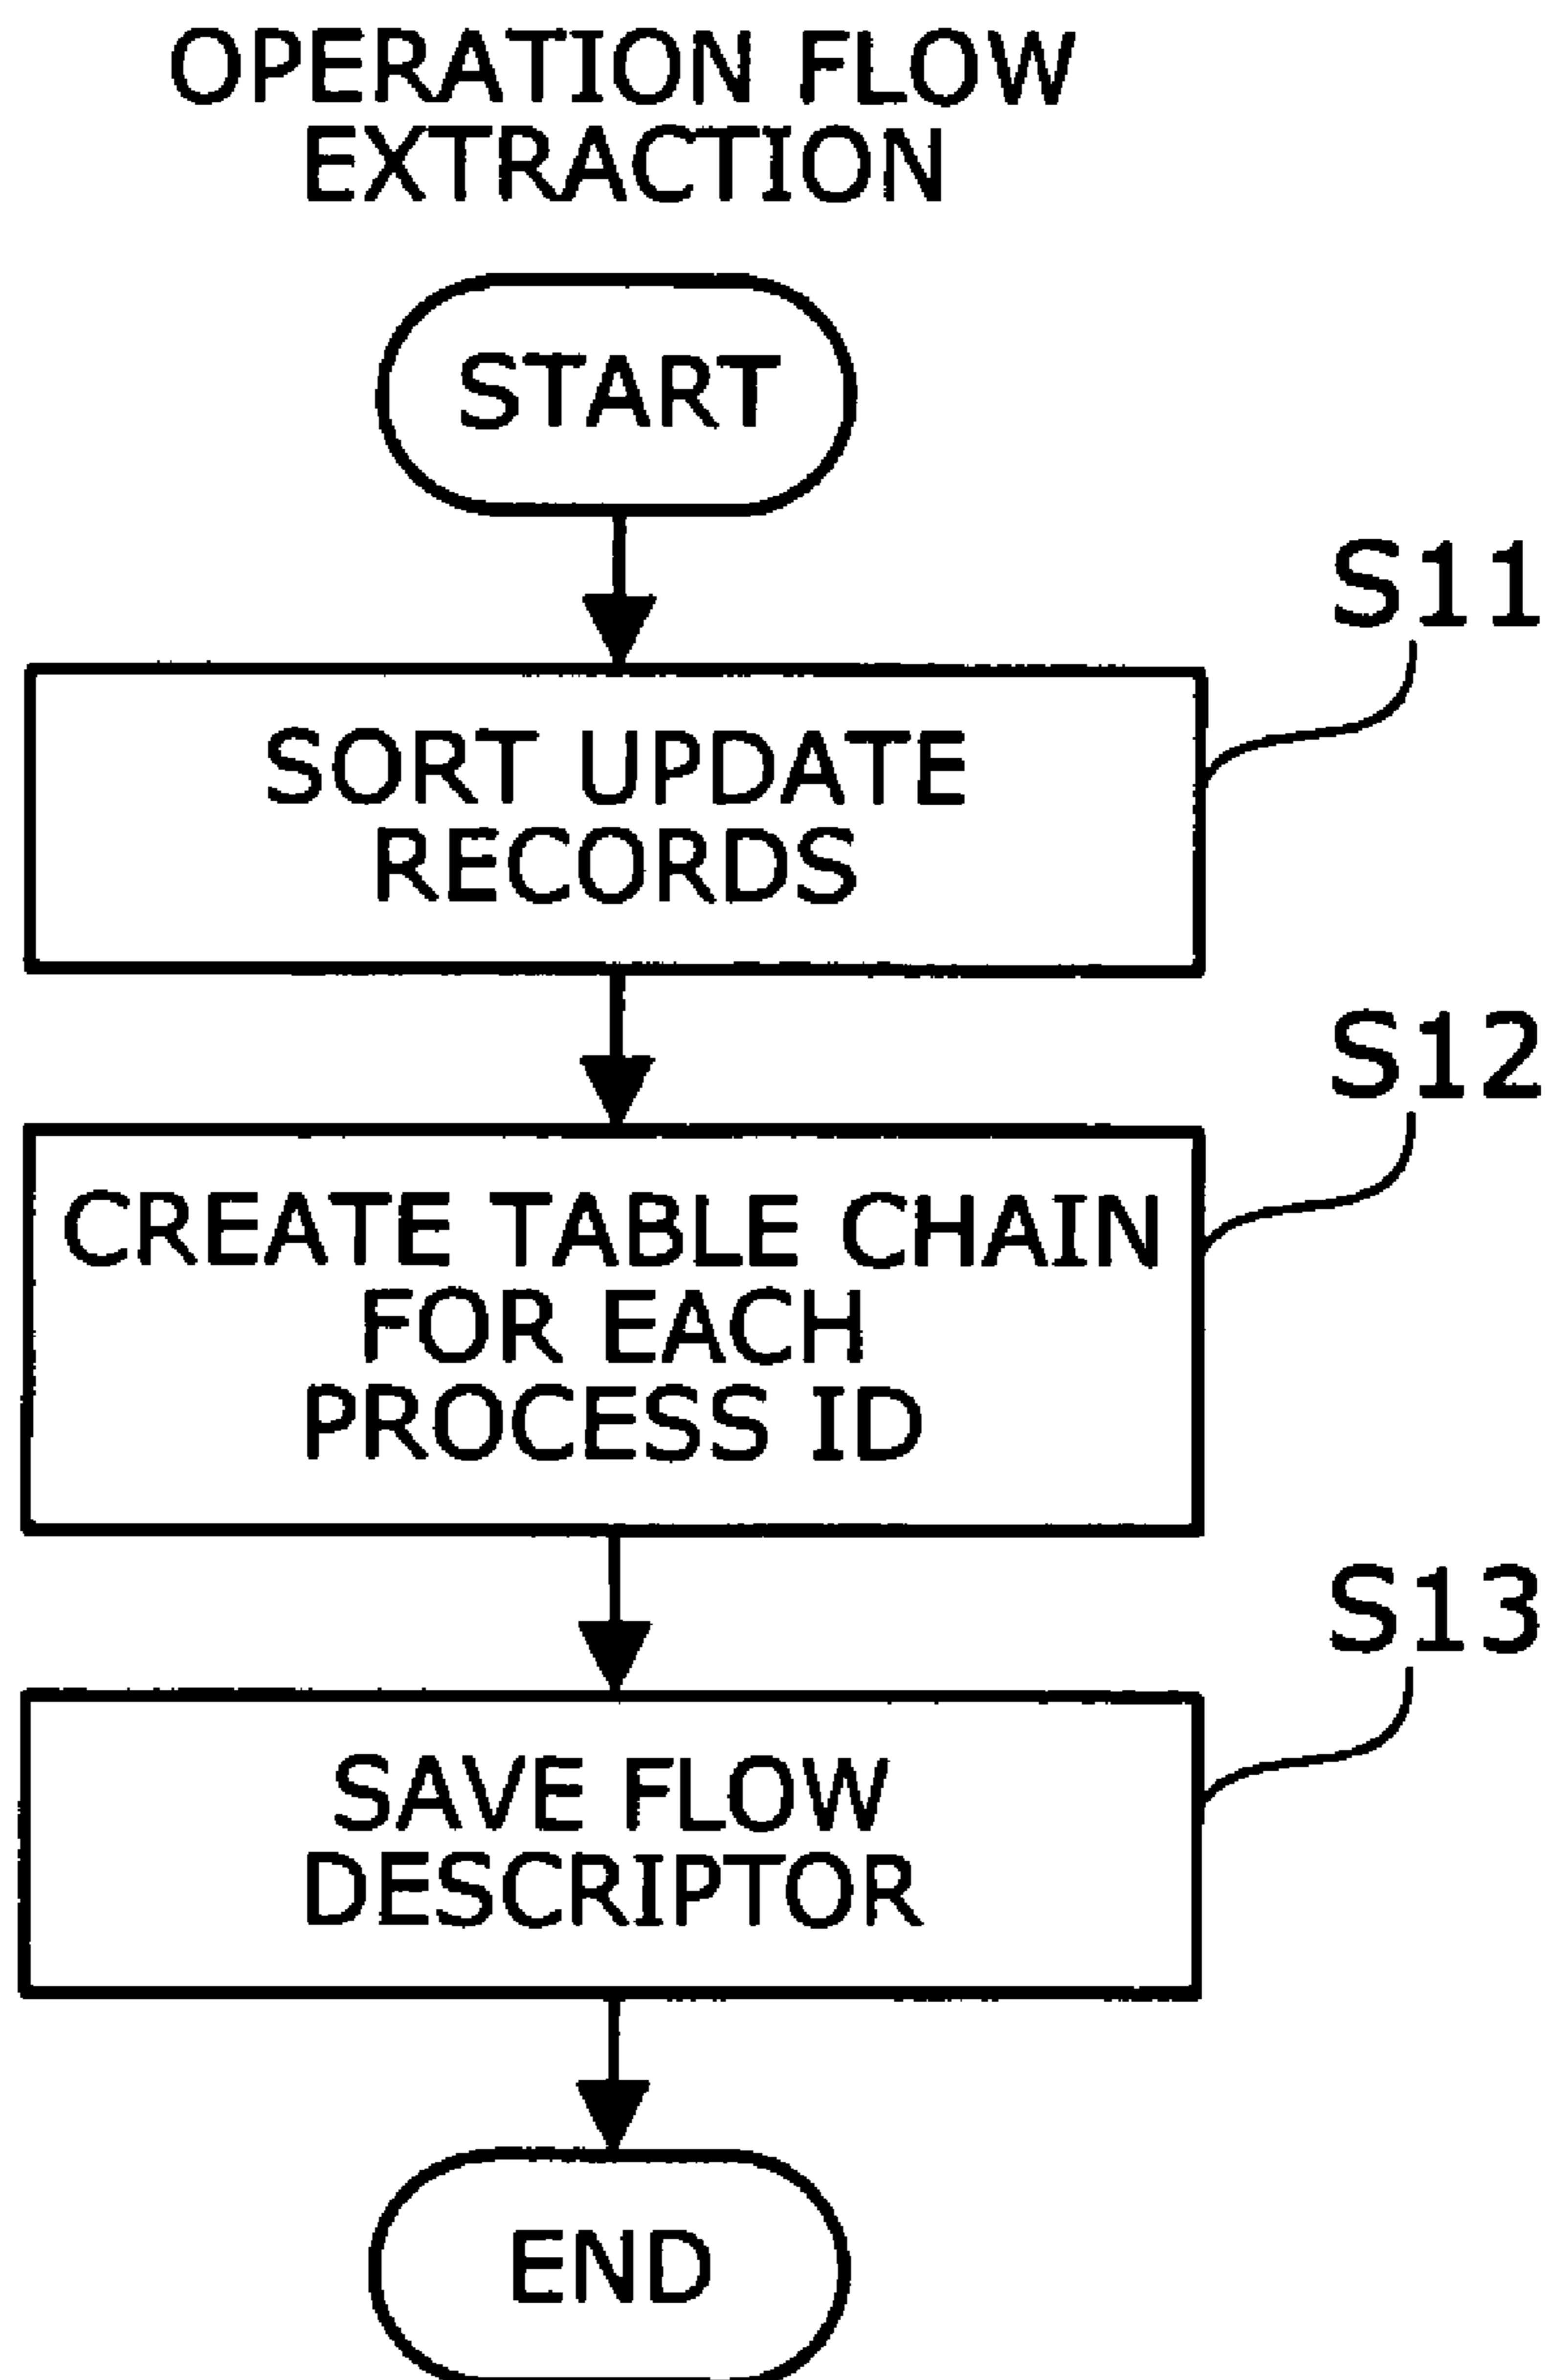 OPERATION FLOW
EXTRACTION
START
S11
SORT UPDATE
RECORDS
S12
CREATE TABLE CHAIN
FOR EACH
PROCESS ID
S13
SAVE FLOW
DESCRIPTOR
END